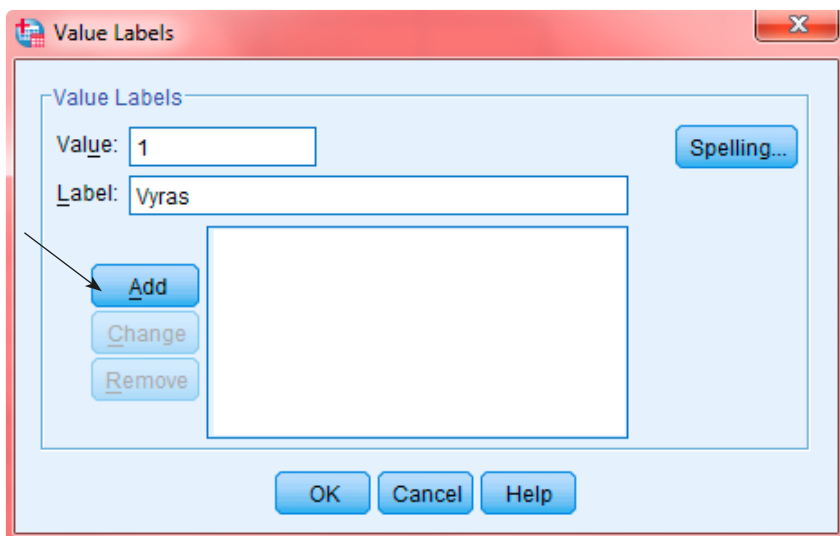 Value Labels
Value Labels
Value: 1
Spelling...
Label: Vyras
Add
Change
Remove
OK Cancel Help